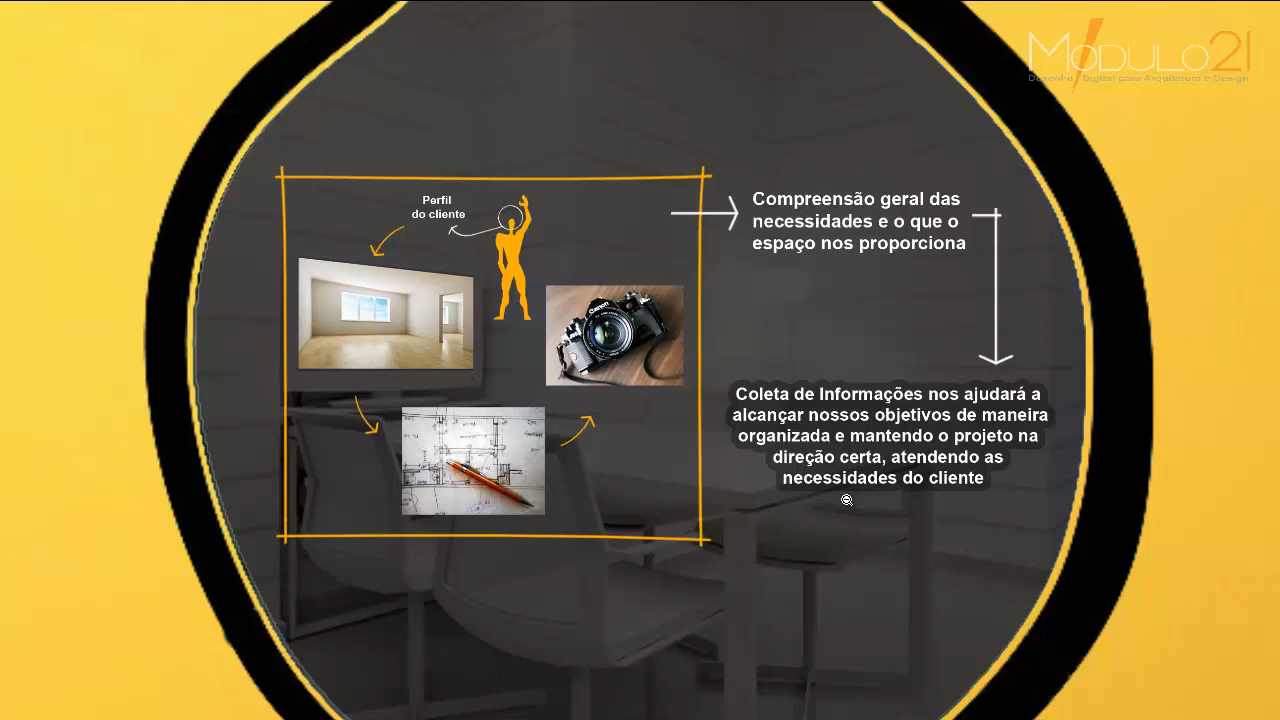 MODULO21
Desenho Digital para Arquitetura e Design
Perfil
do cliente
Compreensão geral das
necessidades e o que o
espaço nos proporciona
Canon
Coleta de Informações nos ajudará a
alcançar nossos objetivos de maneira
organizada e mantendo o projeto na
direção certa, atendendo as
necessidades do cliente